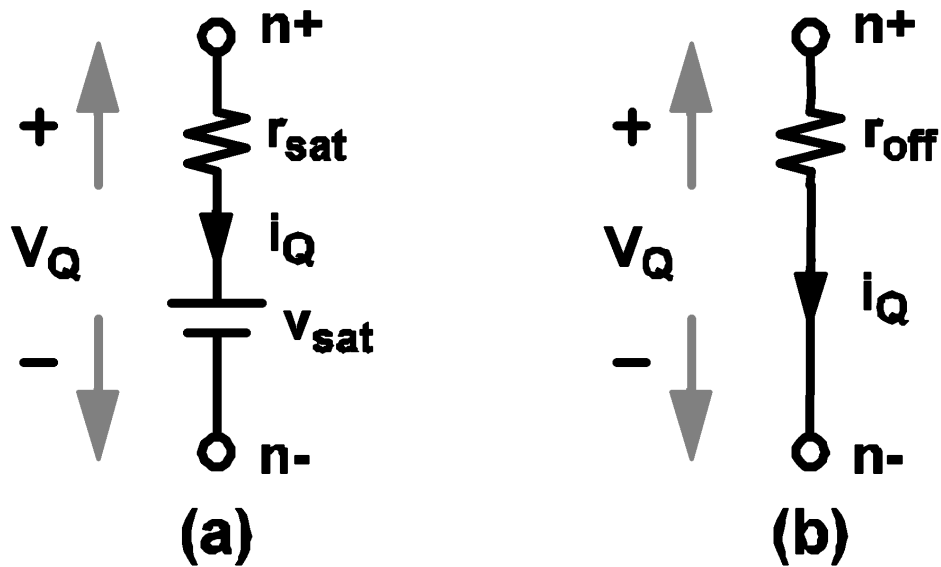 n+
+
r_sat
i_Q
V_Q
v_sat
−
n-
(a)
n+
+
r_off
V_Q
i_Q
−
n-
(b)